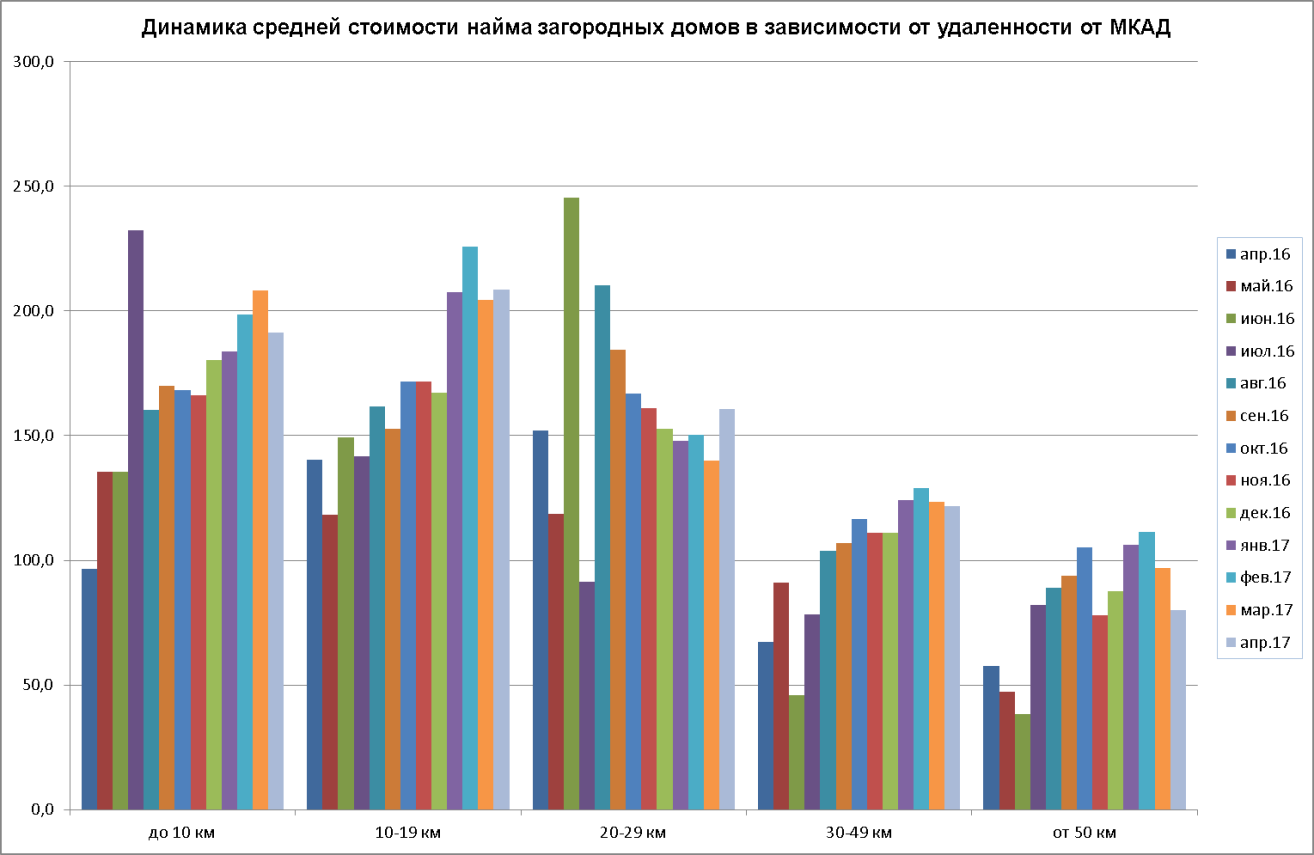 Динамика средней стоимости найма загородных домов в зависимости от удаленности от МКАД
300,0
250,0
200,0
150,0
100,0
50,0
0,0
до 10 км
10-19 км
20-29 км
30-49 км
от 50 км
апр.16
май.16
июн.16
июл.16
авг.16
сен.16
окт.16
ноя.16
дек.16
янв.17
фев.17
мар.17
апр.17